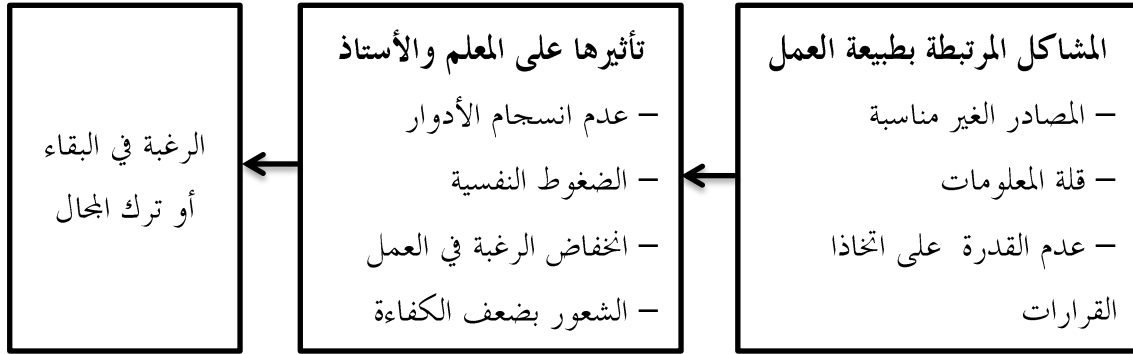 المشاكل المرتبطة بطبيعة العمل
– المصادر الغير مناسبة
– قلة المعلومات
– عدم القدرة على اتخاذا
القرارات
تأثيرها على المعلم والأستاذ
– عدم انسجام الأدوار
– الضغوط النفسية
– انخفاض الرغبة في العمل
– الشعور بضعف الكفاءة
الرغبة في البقاء
أو ترك المجال